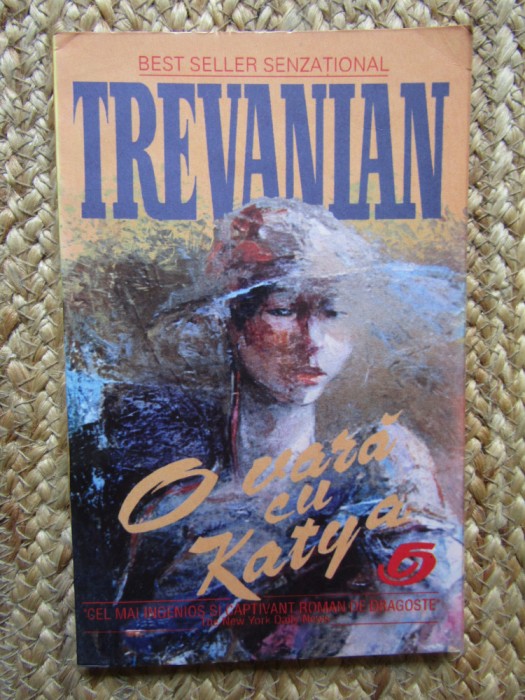 BEST SELLER SENZAȚIONAL
TREVANIAN
O vară
cu
Katya
"CEL MAI INGENIOS ȘI CAPTIVANT ROMAN DE DRAGOSTE"
The New York Daily News